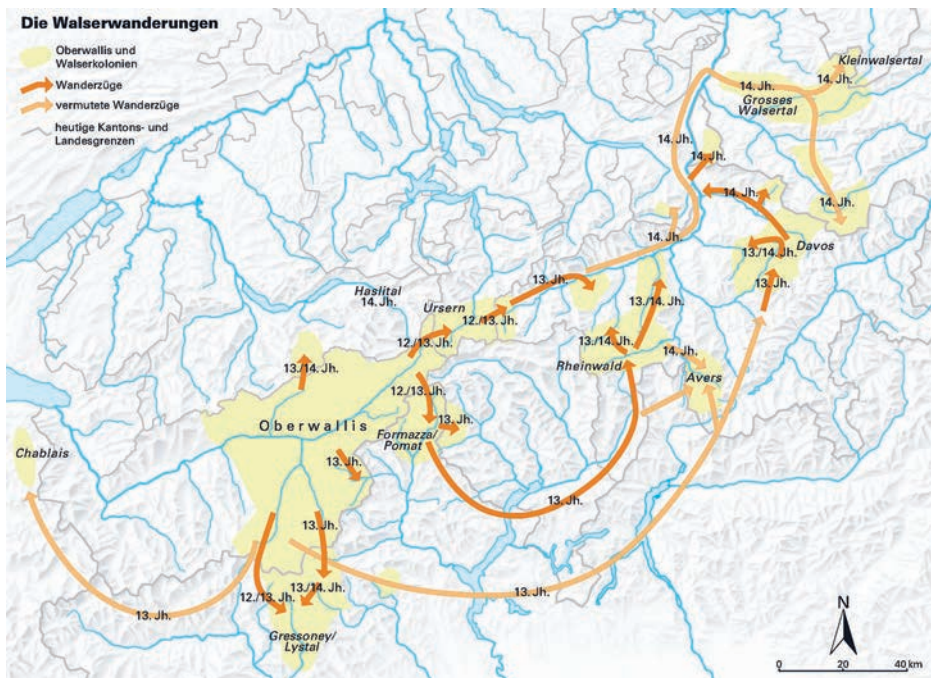 Die Walserwanderungen
Oberwallis und
Walserkolonien
Wanderzüge
vermutete Wanderzüge
heutige Kantons- und
Landesgrenzen
Kleinwalsertal
14. Jh.
14. Jh.
Grosses
Walsertal
14. Jh.
14. Jh.
14. Jh.
14. Jh.
14. Jh.
Davos
13./14. Jh.
13. Jh.
13. Jh.
Haslital
14. Jh.
Ursern
12./13. Jh.
12./13. Jh.
13./14. Jh.
13./14. Jh.
Rheinwald
14. Jh.
Avers
13./14. Jh.
12./13. Jh.
13. Jh.
Oberwallis
Formazza/
Pomat
Chablais
13. Jh.
13. Jh.
13. Jh.
13. Jh.
13./14. Jh.
12./13. Jh.
13. Jh.
Gressoney/
Lystal
N
0 20 40 km